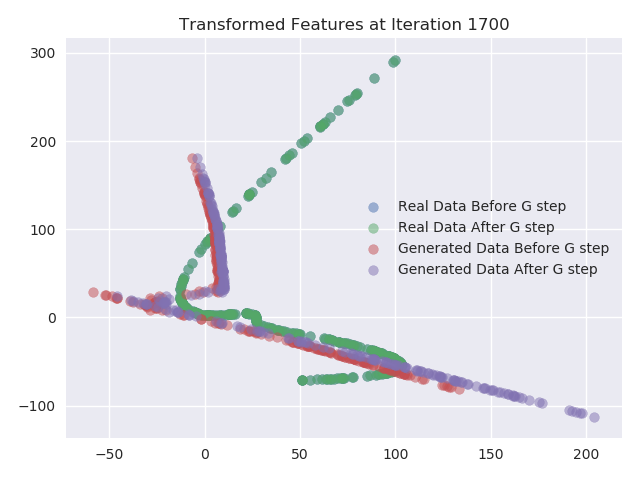 Transformed Features at Iteration 1700
300
200
100
0
−100
Real Data Before G step
Real Data After G step
Generated Data Before G step
Generated Data After G step
−50
0
50
100
150
200